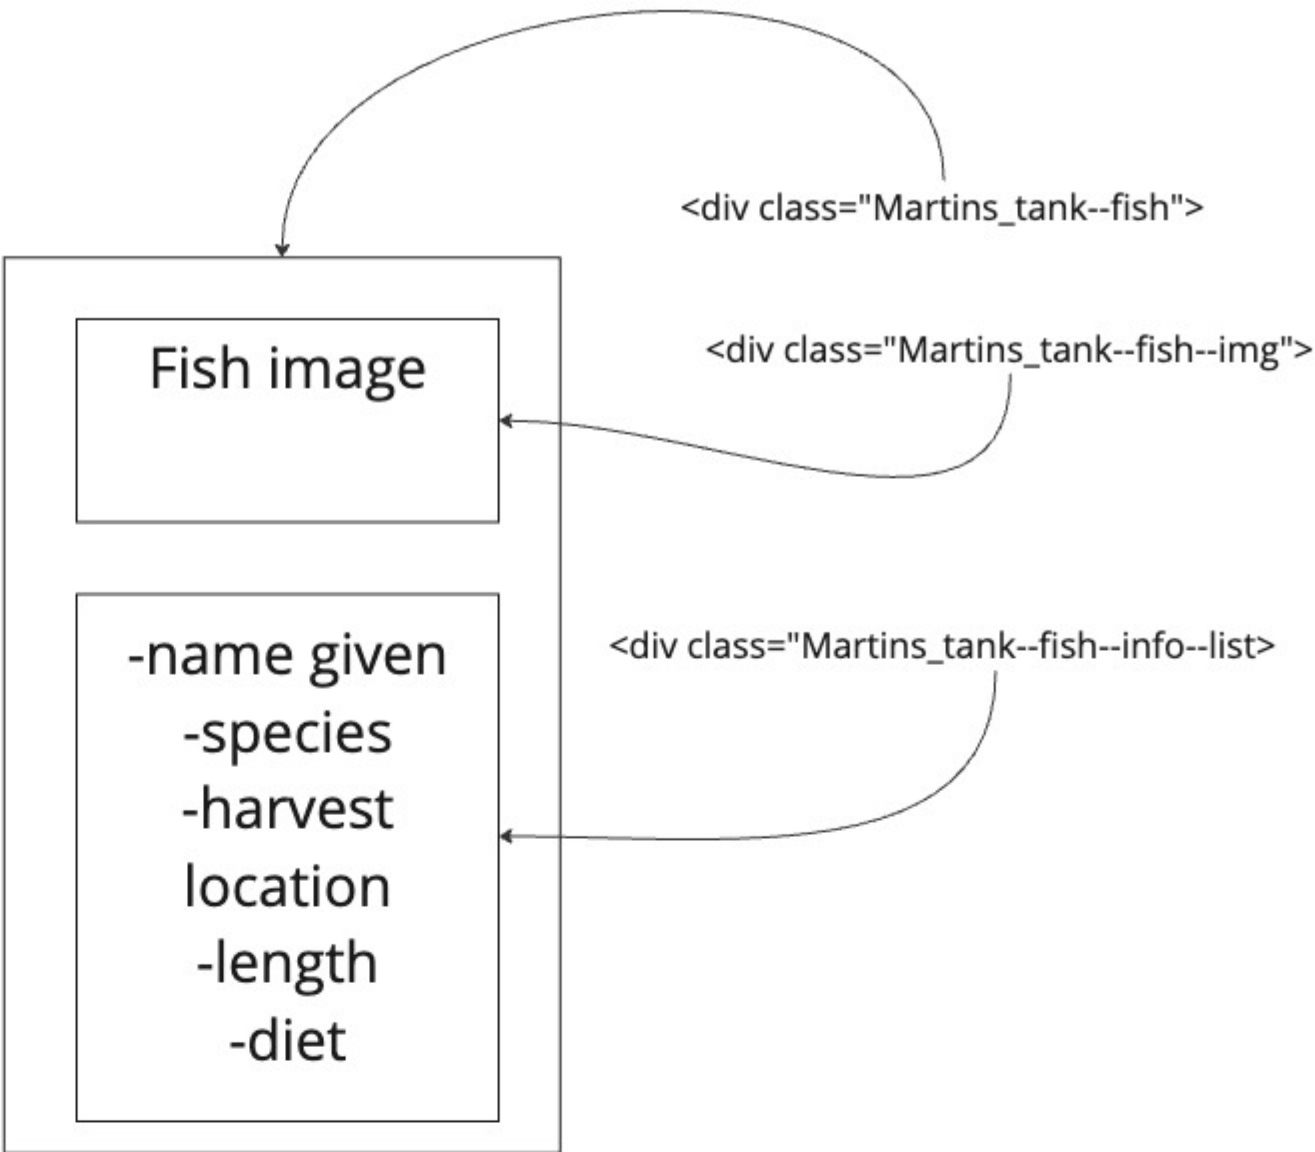 <div class="Martins_tank--fish">
<div class="Martins_tank--fish--img">
Fish image
<div class="Martins_tank--fish--info--list>
-name given
-species
-harvest
location
-length
-diet